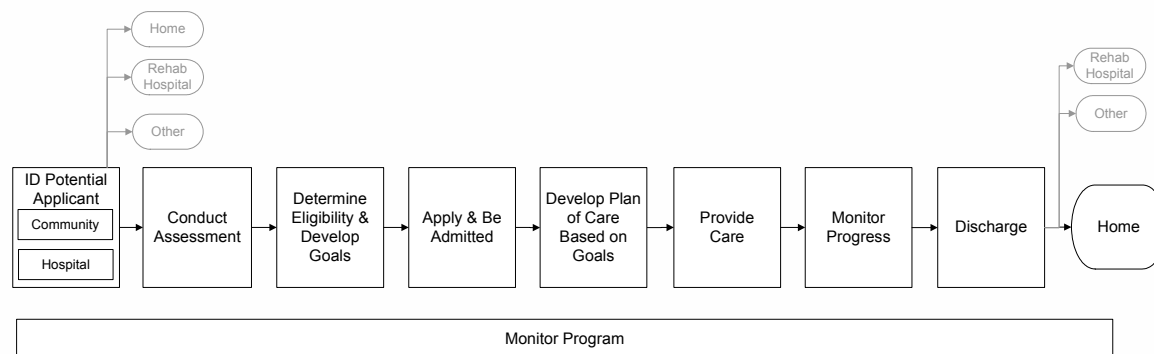 Home
Rehab
Hospital
Other
Rehab
Hospital
Other
ID Potential
Applicant
Community
Hospital
Conduct
Assessment
Determine
Eligibility &
Develop
Goals
Apply & Be
Admitted
Develop Plan
of Care
Based on
Goals
Provide
Care
Monitor
Progress
Discharge
Home
Monitor Program